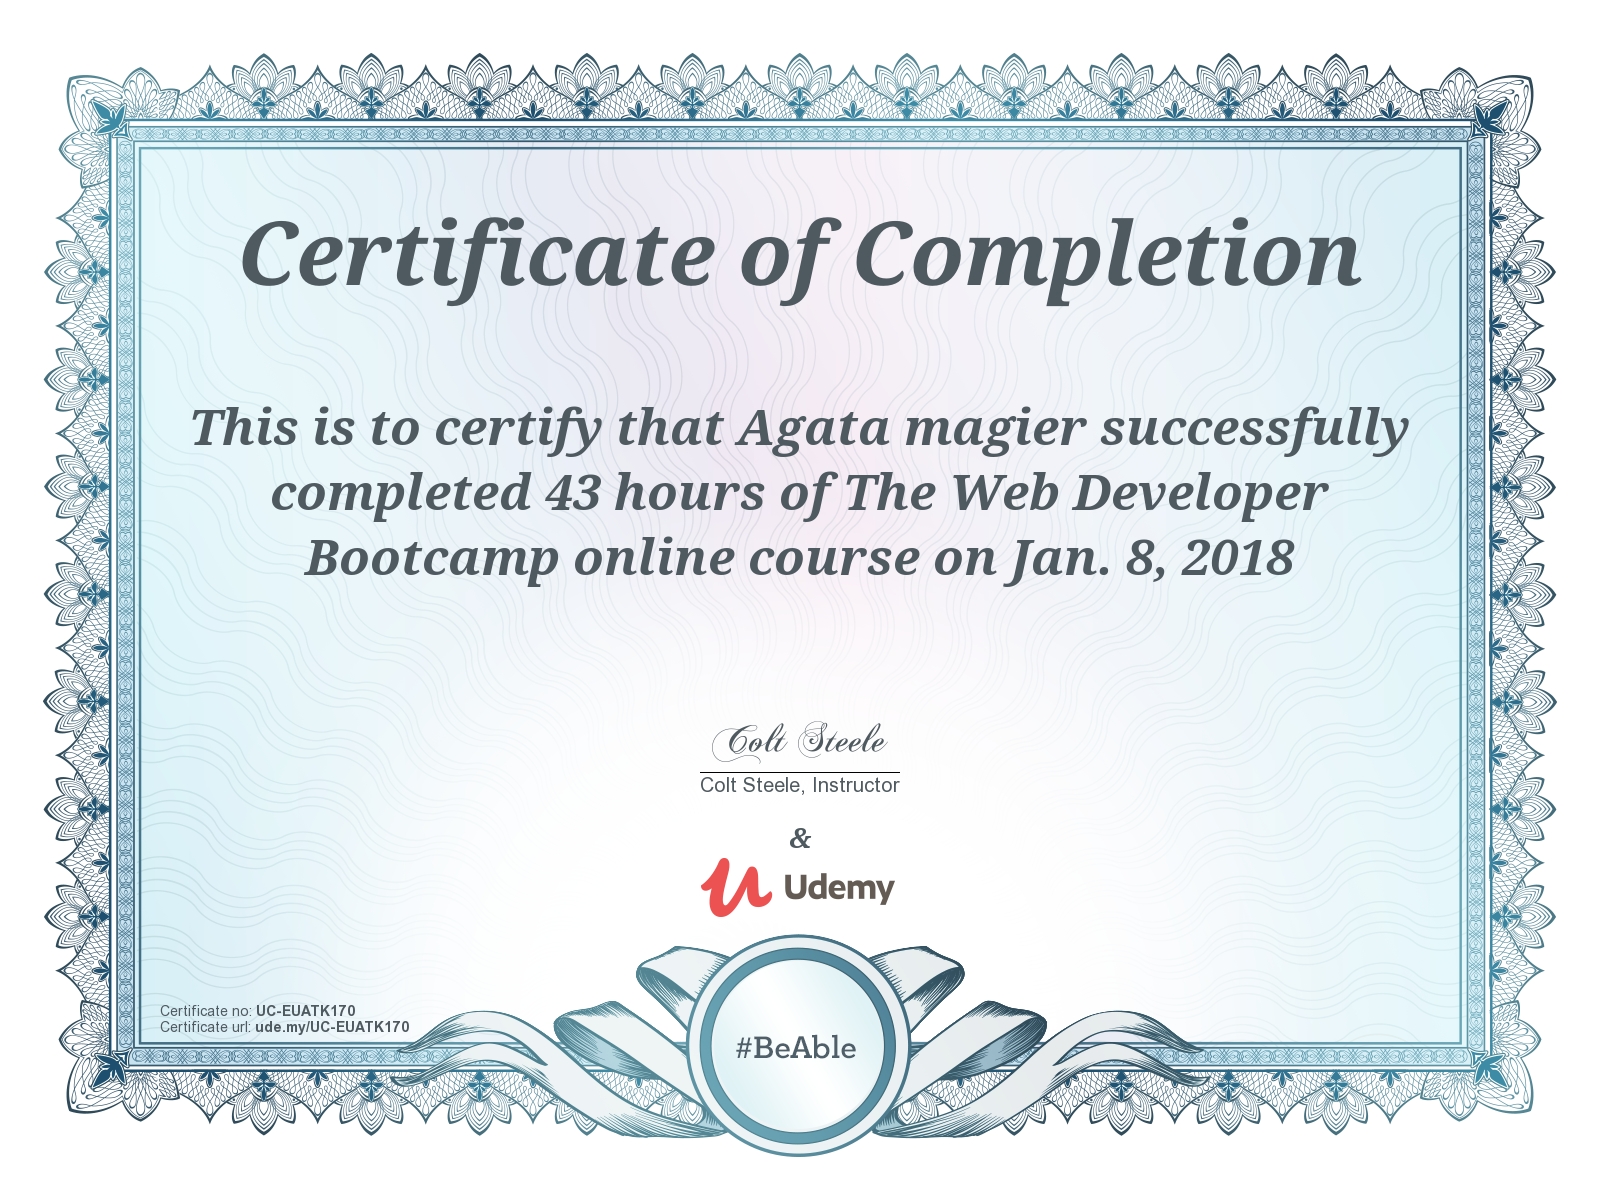 Certificate of Completion
This is to certify that Agata magier successfully
completed 43 hours of The Web Developer
Bootcamp online course on Jan. 8, 2018
Colt Steele
Colt Steele, Instructor
&
Udemy
Certificate no: UC-EUATK170
Certificate url: ude.my/UC-EUATK170
#BeAble